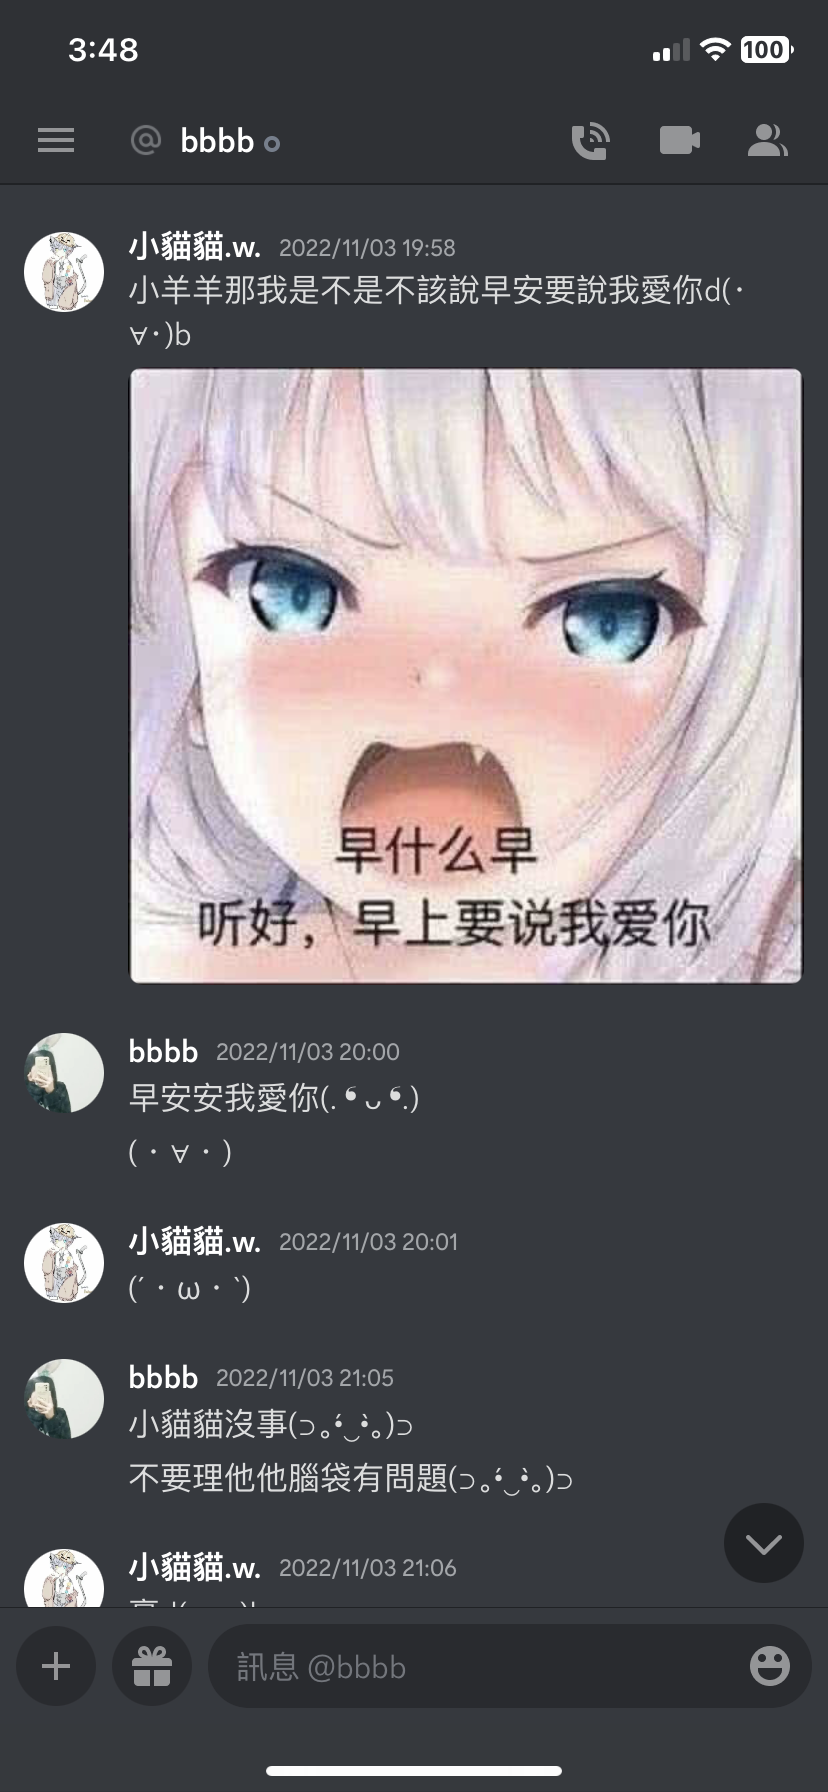 3:48
100
@ bbbb
小貓貓.w. 2022/11/03 19:58
小羊羊那我是不是不該說早安要說我愛你d(・
∀・)b
早什么早
听好，早上要说我爱你
bbbb 2022/11/03 20:00
早安安我愛你(.❛ ᴗ ❛.)
(・∀・)
小貓貓.w. 2022/11/03 20:01
(´・ω・`)
bbbb 2022/11/03 21:05
小貓貓沒事(⊃｡•́‿•̀｡)⊃
不要理他他腦袋有問題(⊃｡•́‿•̀｡)⊃
小貓貓.w. 2022/11/03 21:06
訊息 @bbbb